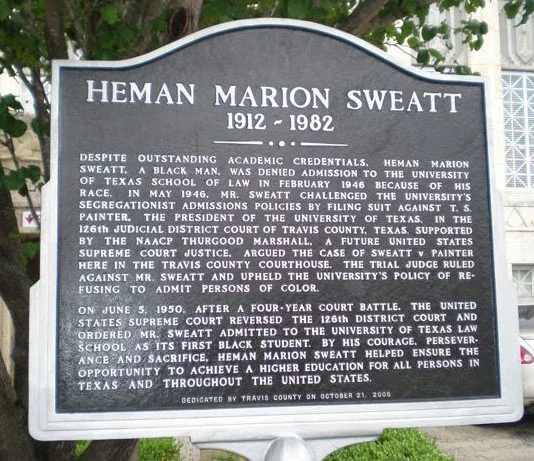 HEMAN MARION SWEATT
1912 - 1982
DESPITE OUTSTANDING ACADEMIC CREDENTIALS, HEMAN MARION
SWEATT, A BLACK MAN, WAS DENIED ADMISSION TO THE UNIVERSITY
OF TEXAS SCHOOL OF LAW IN FEBRUARY 1946 BECAUSE OF HIS
RACE. IN MAY 1946, MR. SWEATT CHALLENGED THE UNIVERSITY'S
SEGREGATIONIST ADMISSIONS POLICIES BY FILING SUIT AGAINST T. S.
PAINTER, THE PRESIDENT OF THE UNIVERSITY OF TEXAS, IN THE
126th JUDICIAL DISTRICT COURT OF TRAVIS COUNTY, TEXAS. SUPPORTED
BY THE NAACP THURGOOD MARSHALL, A FUTURE UNITED STATES
SUPREME COURT JUSTICE, ARGUED THE CASE OF SWEATT v PAINTER
HERE IN THE TRAVIS COUNTY COURTHOUSE. THE TRIAL JUDGE RULED
AGAINST MR. SWEATT AND UPHELD THE UNIVERSITY'S POLICY OF RE-
FUSING TO ADMIT PERSONS OF COLOR.
ON JUNE 5, 1950, AFTER A FOUR-YEAR COURT BATTLE, THE UNITED
STATES SUPREME COURT REVERSED THE 126th DISTRICT COURT AND
ORDERED MR. SWEATT ADMITTED TO THE UNIVERSITY OF TEXAS LAW
SCHOOL AS ITS FIRST BLACK STUDENT. BY HIS COURAGE, PERSEVER-
ANCE AND SACRIFICE, HEMAN MARION SWEATT HELPED ENSURE THE
OPPORTUNITY TO ACHIEVE A HIGHER EDUCATION FOR ALL PERSONS IN
TEXAS AND THROUGHOUT THE UNITED STATES.
DEDICATED BY TRAVIS COUNTY ON OCTOBER 21, 2005.